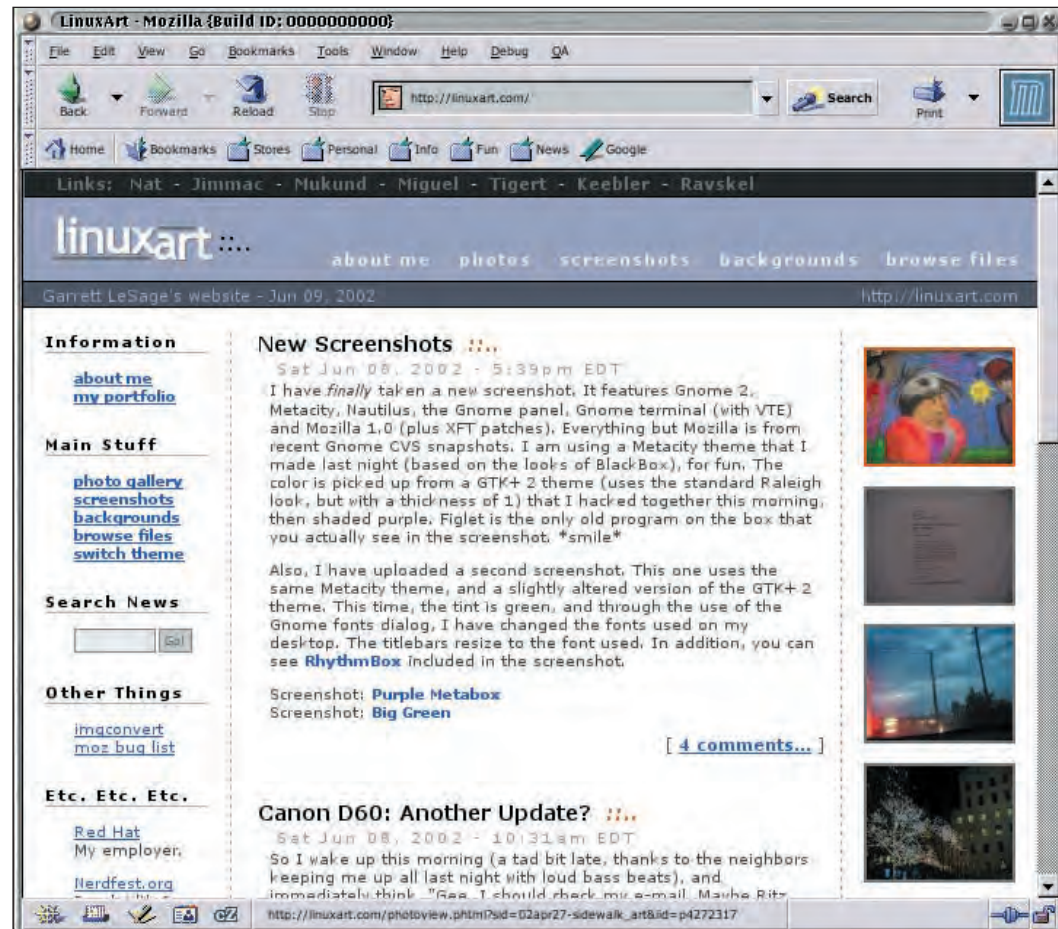 LinuxArt - Mozilla {Build ID: 0000000000}
File Edit View Go Bookmarks Tools Window Help Debug QA
Back Forward Reload Stop http://linuxart.com/ Search Print
Home Bookmarks Stores Personal Info Fun News Google
Links: Nat - Jimmac - Mukund - Miguel - Tigert - Keebler - Ravskel
linuxart ::..
about me photos screenshots backgrounds browse files
Garrett LeSage's website - Jun 09, 2002 http://linuxart.com
Information
about me
my portfolio
Main Stuff
photo gallery
screenshots
backgrounds
browse files
switch theme
Search News
Go!
Other Things
imgconvert
moz bug list
Etc. Etc. Etc.
Red Hat
My employer.
Nerdfest.org
New Screenshots ::..
Sat Jun 08, 2002 - 5:39pm EDT
I have finally taken a new screenshot. It features Gnome 2,
Metacity, Nautilus, the Gnome panel, Gnome terminal (with VTE)
and Mozilla 1.0 (plus XFT patches). Everything but Mozilla is from
recent Gnome CVS snapshots. I am using a Metacity theme that I
made last night (based on the looks of BlackBox), for fun. The
color is picked up from a GTK+ 2 theme (uses the standard Raleigh
look, but with a thickness of 1) that I hacked together this morning,
then shaded purple. Figlet is the only old program on the box that
you actually see in the screenshot. *smile*
Also, I have uploaded a second screenshot. This one uses the
same Metacity theme, and a slightly altered version of the GTK+ 2
theme. This time, the tint is green, and through the use of the
Gnome fonts dialog, I have changed the fonts used on my
desktop. The titlebars resize to the font used. In addition, you can
see RhythmBox included in the screenshot.
Screenshot: Purple Metabox
Screenshot: Big Green
[ 4 comments... ]
Canon D60: Another Update? ::..
Sat Jun 08, 2002 - 10:31am EDT
So I wake up this morning (a tad bit late, thanks to the neighbors
keeping me up all last night with loud bass beats), and
immediately think, "Gee, I should check my e-mail. Maybe Ritz
http://linuxart.com/photoview.phtml?sid=02apr27-sidewalk_art&iid=p4272317